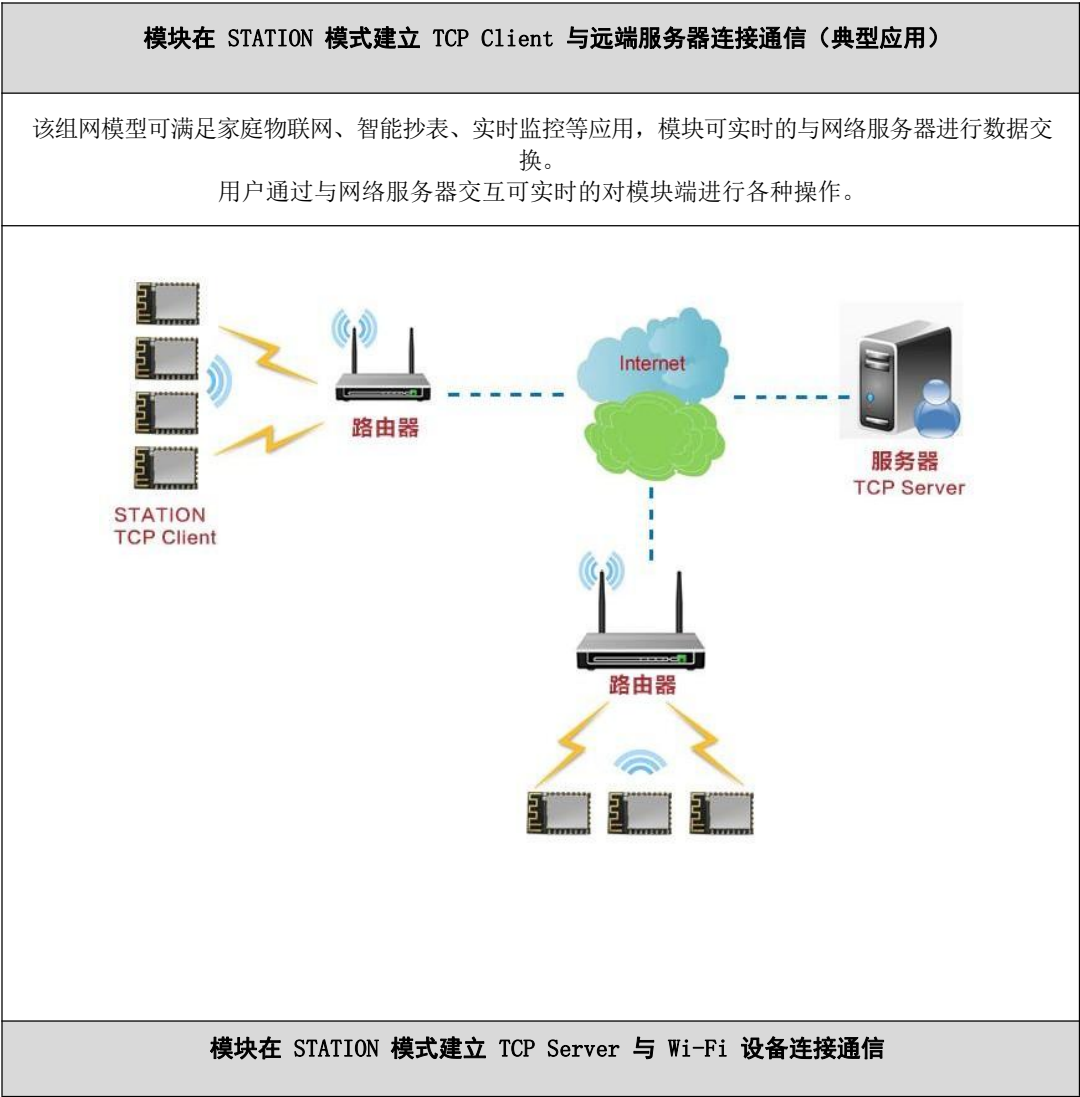 模块在 STATION 模式建立 TCP Client 与远端服务器连接通信（典型应用）
该组网模型可满足家庭物联网、智能抄表、实时监控等应用，模块可实时的与网络服务器进行数据交
换。
用户通过与网络服务器交互可实时的对模块端进行各种操作。
Internet
路由器
服务器
TCP Server
STATION
TCP Client
路由器
模块在 STATION 模式建立 TCP Server 与 Wi-Fi 设备连接通信